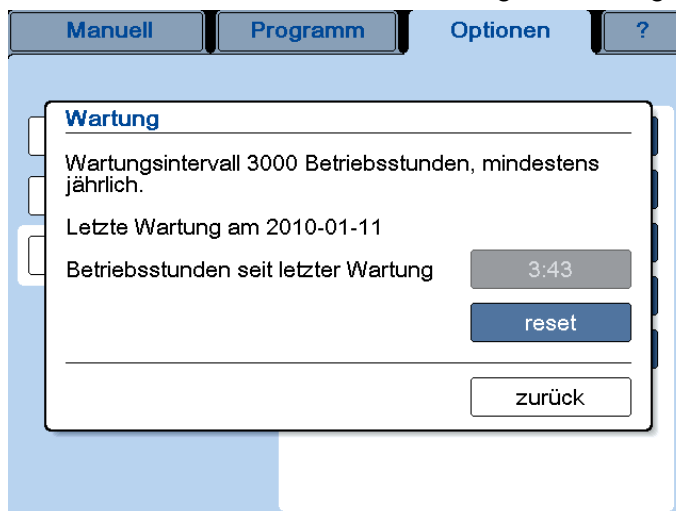 Manuell Programm Optionen ?
Wartung
Wartungsintervall 3000 Betriebsstunden, mindestens
jährlich.
Letzte Wartung am 2010-01-11
Betriebsstunden seit letzter Wartung 3:43
reset
zurück